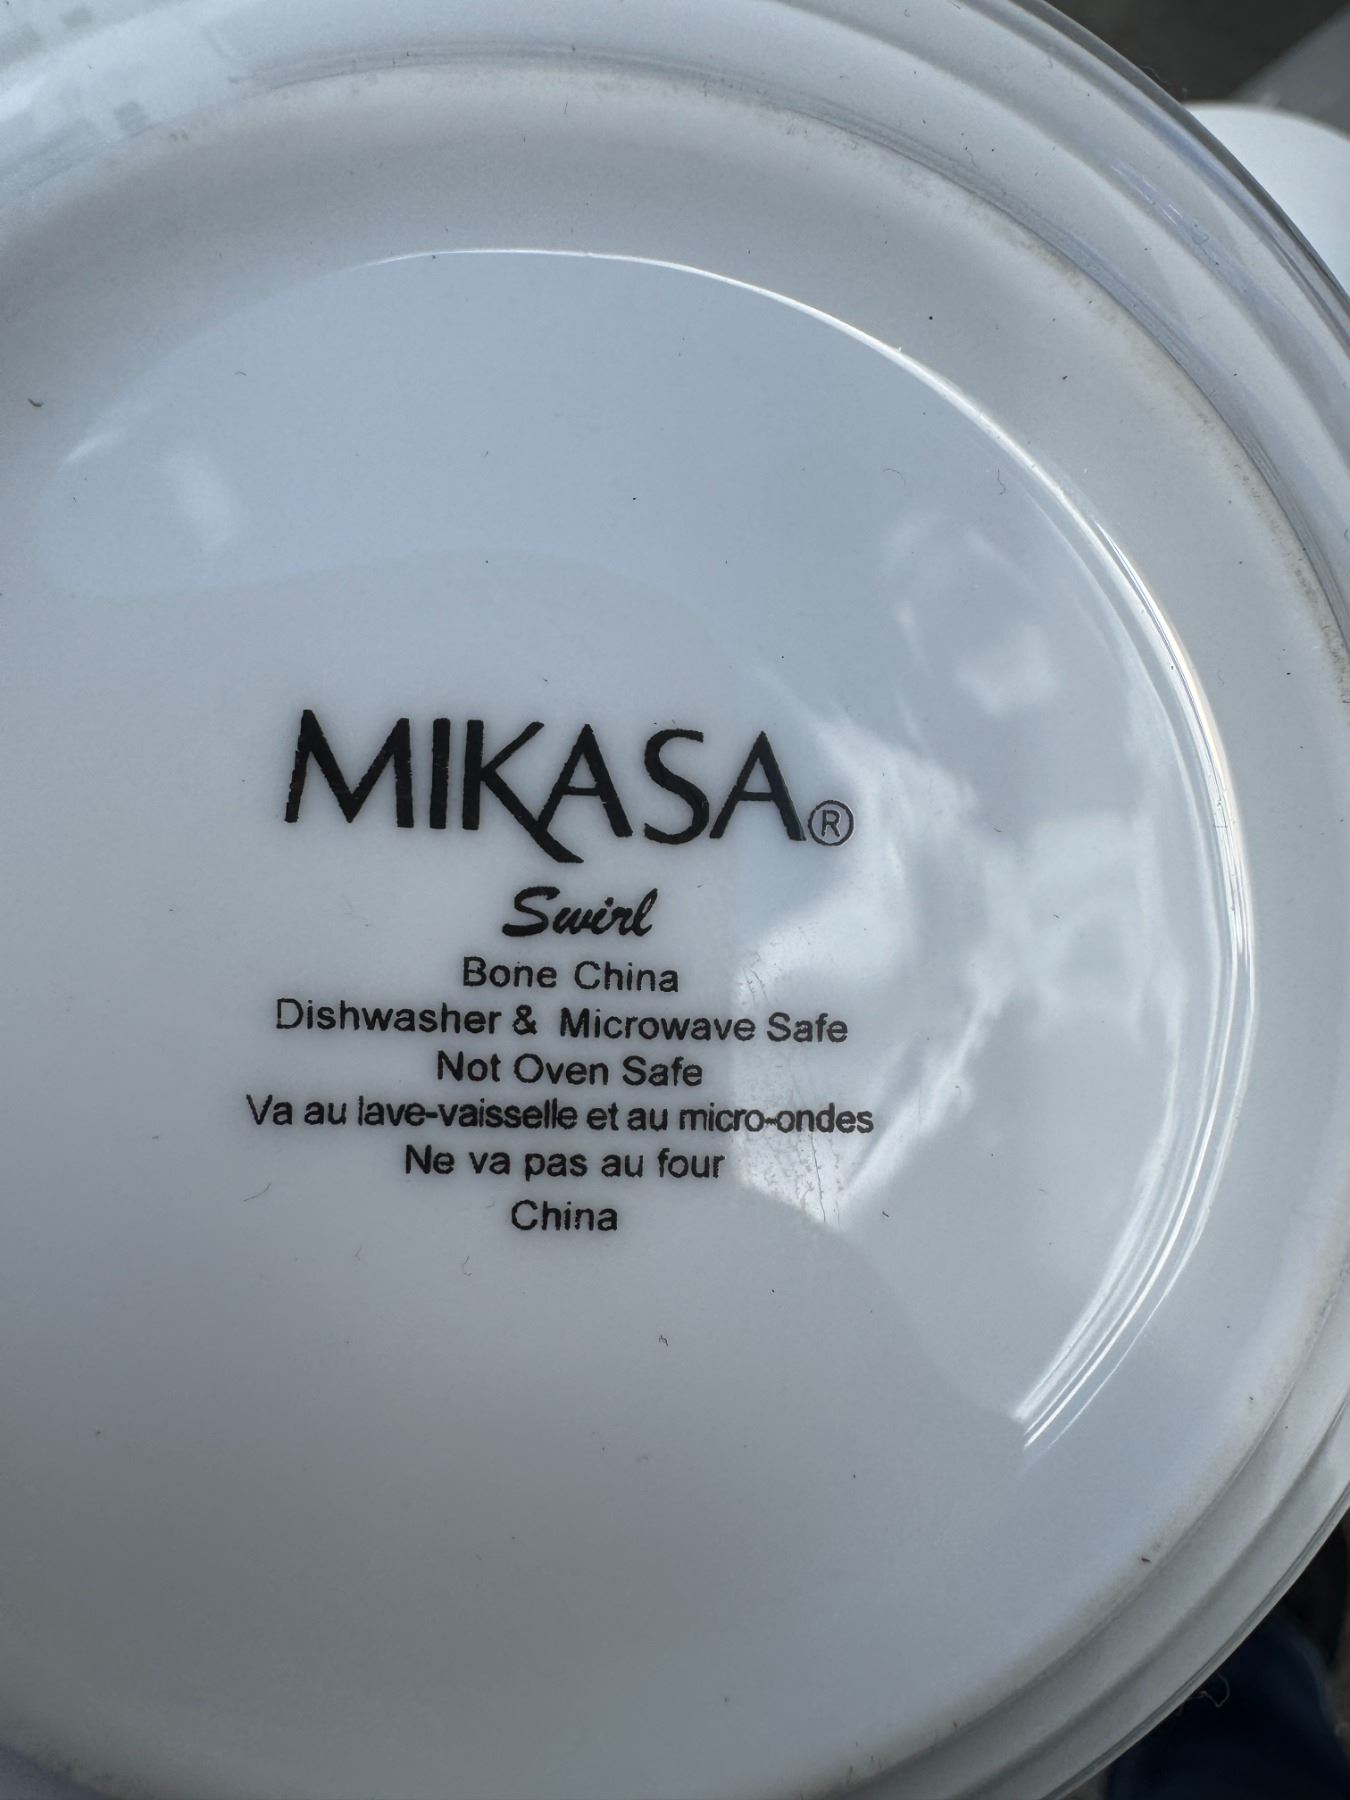 MIKASA®
Swirl
Bone China
Dishwasher & Microwave Safe
Not Oven Safe
Va au lave-vaisselle et au micro-ondes
Ne va pas au four
China